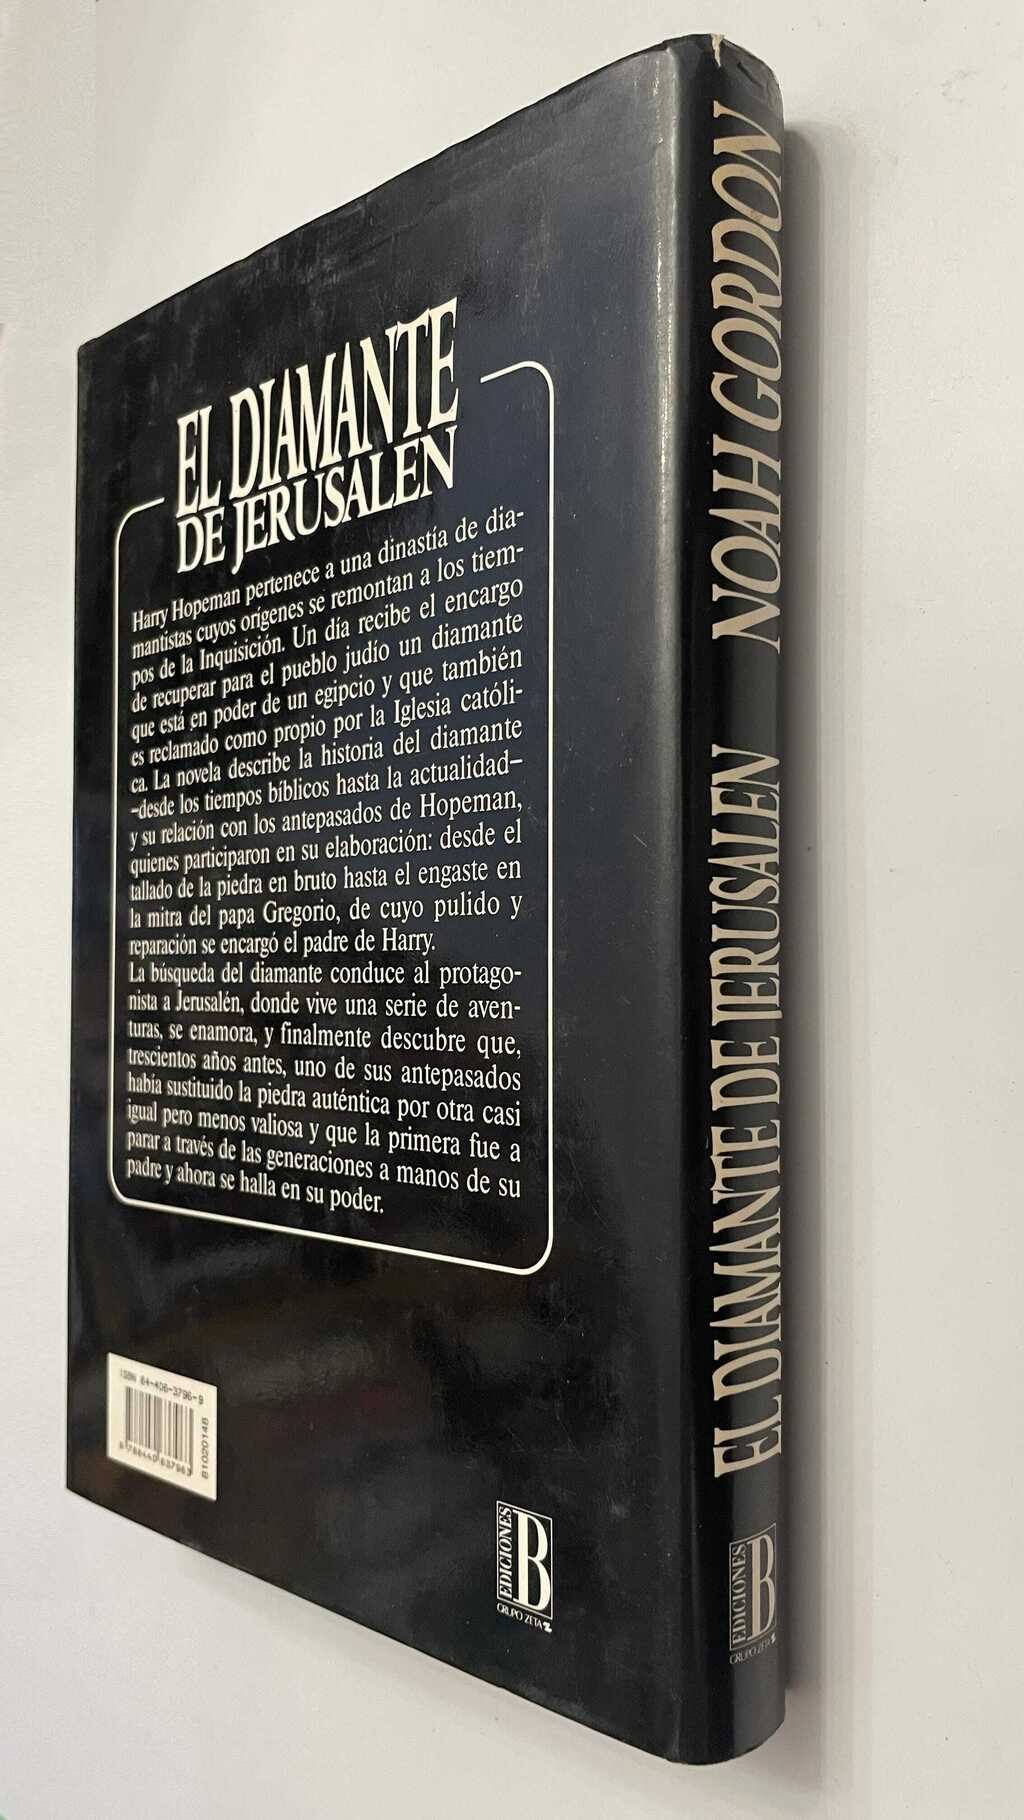 EL DIAMANTE
DE JERUSALEN
Harry Hopeman pertenece a una dinastía de dia-
mantistas cuyos orígenes se remontan a los tiem-
pos de la Inquisición. Un día recibe el encargo
de recuperar para el pueblo judío un diamante
que está en poder de un egipcio y que también
es reclamado como propio por la Iglesia católi-
ca. La novela describe la historia del diamante
—desde los tiempos bíblicos hasta la actualidad—
y su relación con los antepasados de Hopeman,
quienes participaron en su elaboración: desde el
tallado de la piedra en bruto hasta el engaste en
la mitra del papa Gregorio, de cuyo pulido y
reparación se encargó el padre de Harry.
La búsqueda del diamante conduce al protago-
nista a Jerusalén, donde vive una serie de aven-
turas, se enamora, y finalmente descubre que,
trescientos años antes, uno de sus antepasados
había sustituido la piedra auténtica por otra casi
igual pero menos valiosa y que la primera fue a
parar a través de las generaciones a manos de su
padre y ahora se halla en su poder.
ISBN 84-406-3796-9
9 788440 637963
B102014B
EDICIONES
B
GRUPO ZETA
EL DIAMANTE DE JERUSALEN NOAH GORDON
EDICIONES
B
GRUPO ZETA